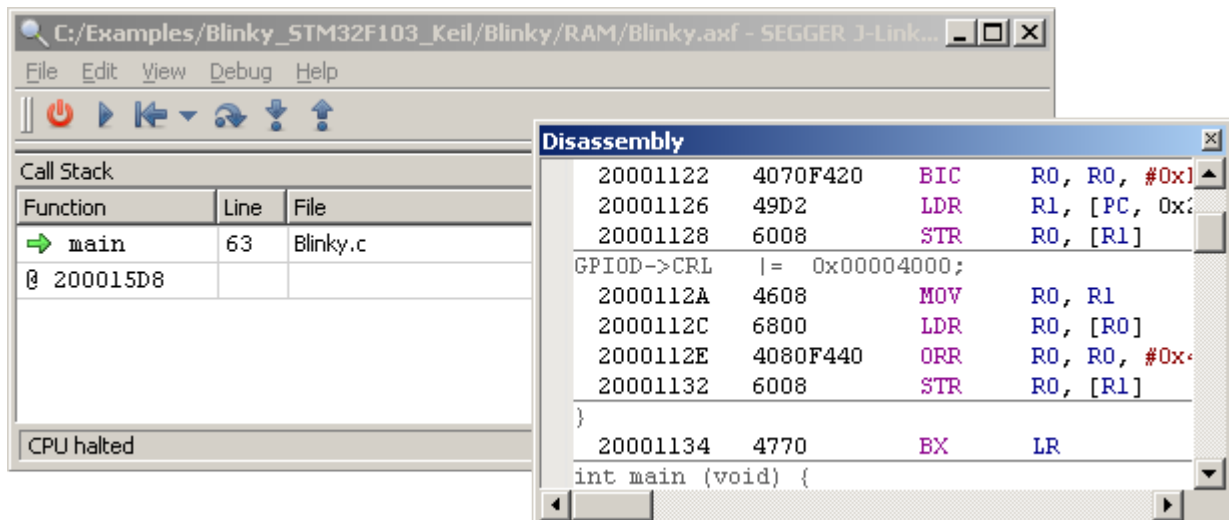 C:/Examples/Blinky_STM32F103_Keil/Blinky/RAM/Blinky.axf - SEGGER J-Link...
File Edit View Debug Help
Call Stack
Function Line File
main 63 Blinky.c
@ 200015D8
CPU halted
Disassembly
20001122 4070F420 BIC R0, R0, #0x1
20001126 49D2 LDR R1, [PC, 0x2
20001128 6008 STR R0, [R1]
GPIOD->CRL |= 0x00004000;
2000112A 4608 MOV R0, R1
2000112C 6800 LDR R0, [R0]
2000112E 4080F440 ORR R0, R0, #0x4
20001132 6008 STR R0, [R1]
}
20001134 4770 BX LR
int main (void) {